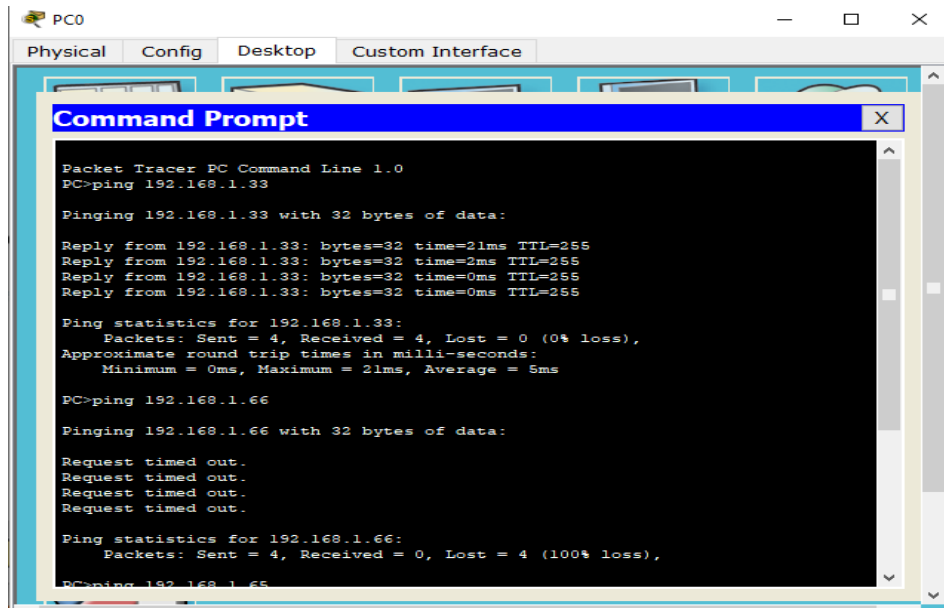 PC0
Physical Config Desktop Custom Interface
Command Prompt
X
Packet Tracer PC Command Line 1.0
PC>ping 192.168.1.33
Pinging 192.168.1.33 with 32 bytes of data:
Reply from 192.168.1.33: bytes=32 time=21ms TTL=255
Reply from 192.168.1.33: bytes=32 time=2ms TTL=255
Reply from 192.168.1.33: bytes=32 time=0ms TTL=255
Reply from 192.168.1.33: bytes=32 time=0ms TTL=255
Ping statistics for 192.168.1.33:
Packets: Sent = 4, Received = 4, Lost = 0 (0% loss),
Approximate round trip times in milli-seconds:
Minimum = 0ms, Maximum = 21ms, Average = 5ms
PC>ping 192.168.1.66
Pinging 192.168.1.66 with 32 bytes of data:
Request timed out.
Request timed out.
Request timed out.
Request timed out.
Ping statistics for 192.168.1.66:
Packets: Sent = 4, Received = 0, Lost = 4 (100% loss),
PC>ping 192.168.1.65